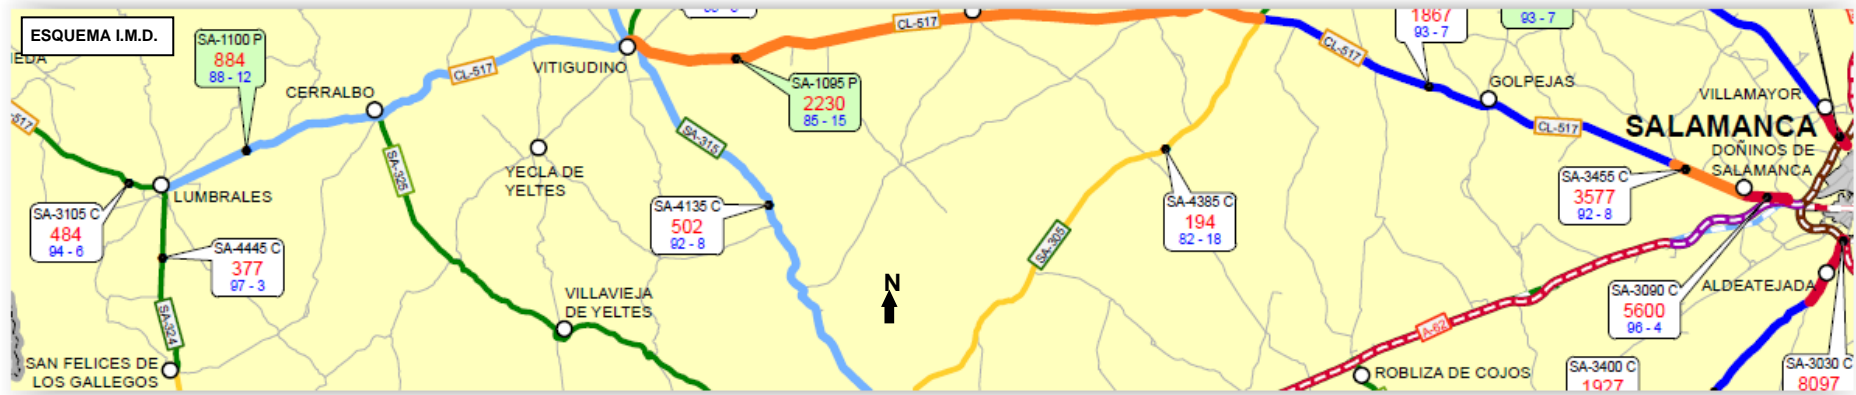 ESQUEMA I.M.D.
SA-1100 P
884
88 - 12
CL-517
VITIGUDINO
CERRALBO
CL-517
SA-1095 P
2230
85 - 15
SA-315
1867
93 - 7
93 - 7
CL-517
GOLPEJAS
CL-517
VILLAMAYOR
SALAMANCA
DOÑINOS DE
SALAMANCA
-517
LUMBRALES
SA-3105 C
484
94 - 6
SA-4445 C
377
97 - 3
SA-324
SAN FELICES DE
LOS GALLEGOS
SA-325
YECLA DE
YELTES
SA-4135 C
502
92 - 8
VILLAVIEJA
DE YELTES
N
SA-305
SA-4385 C
194
82 - 18
SA-3455 C
3577
92 - 8
SA-3090 C
5600
96 - 4
ALDEATEJADA
A-62
ROBLIZA DE COJOS
SA-3400 C
1927
SA-3030 C
8097